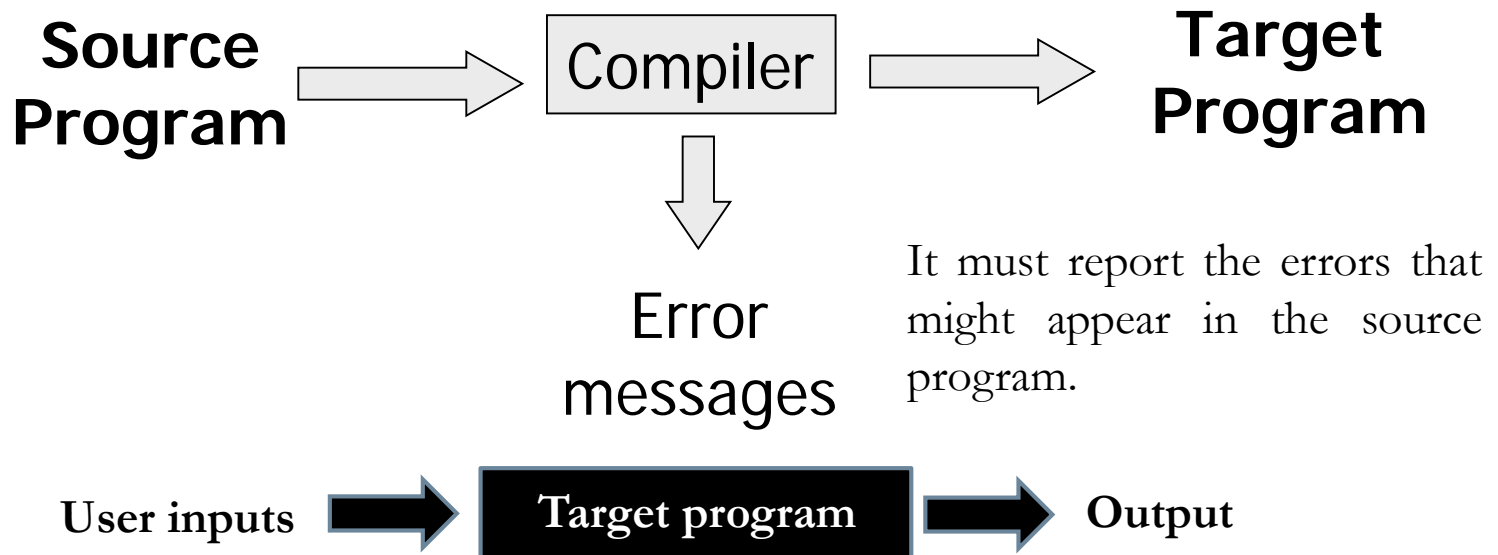 Source
Program
Compiler
Target
Program
Error
messages
It must report the errors that
might appear in the source
program.
User inputs
Target program
Output